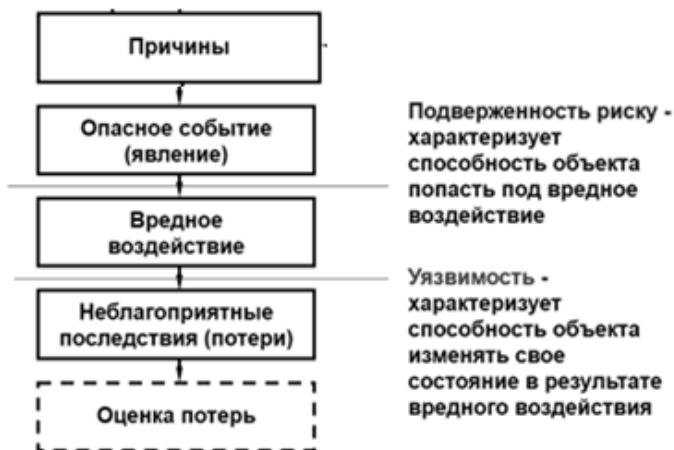 Причины
Опасное событие
(явление)
Вредное
воздействие
Неблагоприятные
последствия (потери)
Оценка потерь
Подверженность риску -
характеризует
способность объекта
попасть под вредное
воздействие
Уязвимость -
характеризует
способность объекта
изменять свое
состояние в результате
вредного воздействия